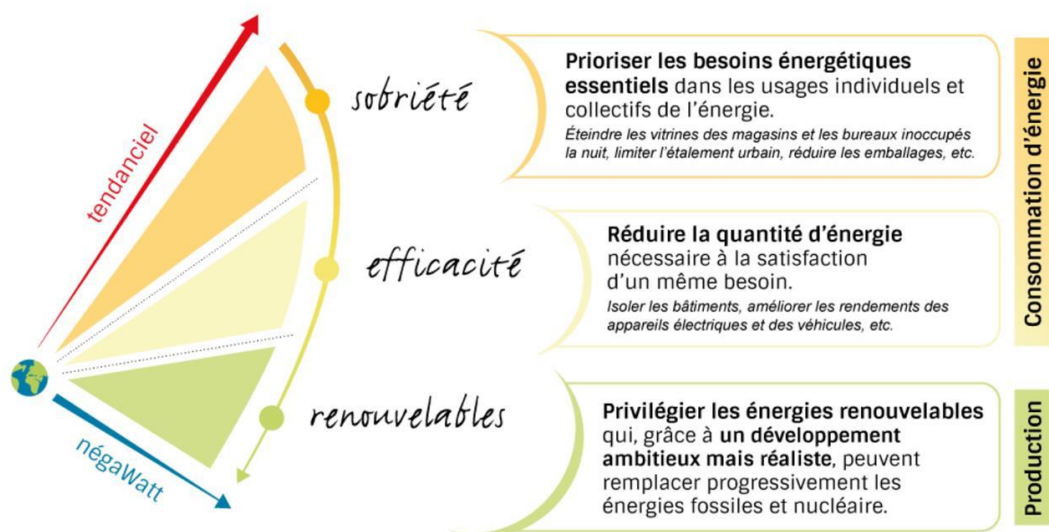 tendanciel
négaWatt
sobriété
Prioriser les besoins énergétiques
essentiels dans les usages individuels et
collectifs de l'énergie.
Éteindre les vitrines des magasins et les bureaux inoccupés
la nuit, limiter l'étalement urbain, réduire les emballages, etc.
efficacité
Réduire la quantité d'énergie
nécessaire à la satisfaction
d'un même besoin.
Isoler les bâtiments, améliorer les rendements des
appareils électriques et des véhicules, etc.
Consommation d'énergie
renouvelables
Privilégier les énergies renouvelables
qui, grâce à un développement
ambitieux mais réaliste, peuvent
remplacer progressivement les
énergies fossiles et nucléaire.
Production